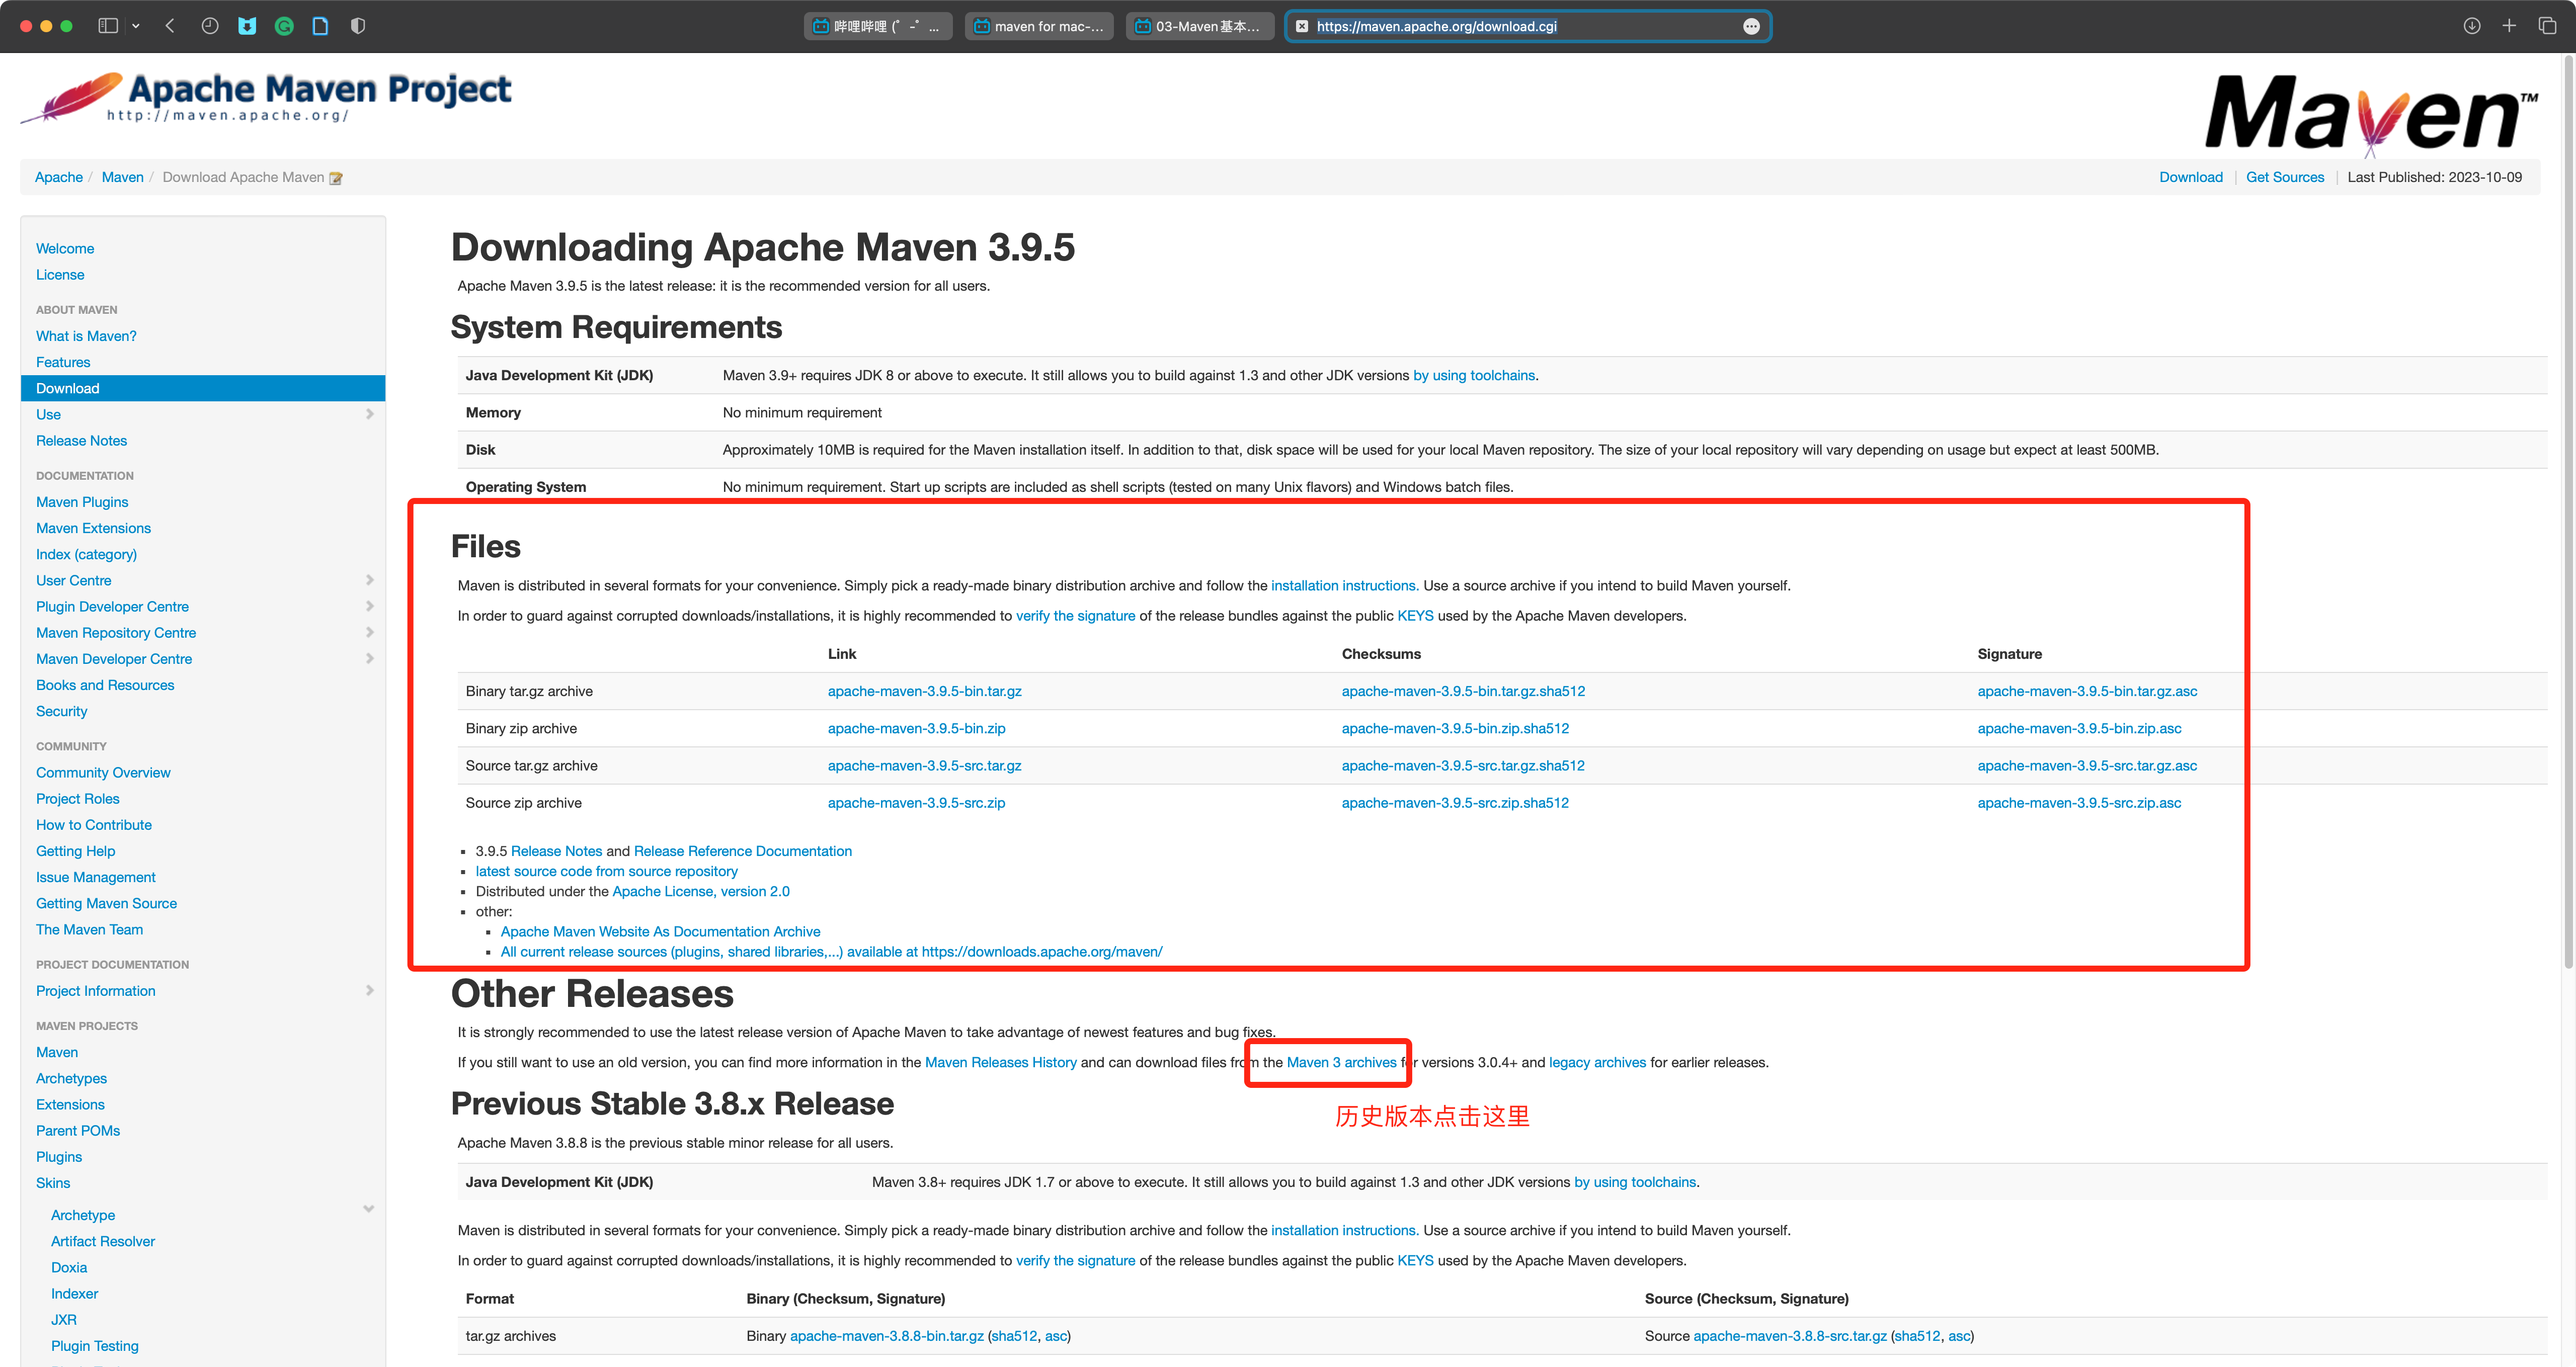 哔哩哔哩 (゜-゜ ...
maven for mac-...
03-Maven基本...
https://maven.apache.org/download.cgi
Apache Maven Project
http://maven.apache.org/
Maven™
Apache / Maven / Download Apache Maven
Download | Get Sources | Last Published: 2023-10-09
Welcome
License
ABOUT MAVEN
What is Maven?
Features
Download
Use
Release Notes
DOCUMENTATION
Maven Plugins
Maven Extensions
Index (category)
User Centre
Plugin Developer Centre
Maven Repository Centre
Maven Developer Centre
Books and Resources
Security
COMMUNITY
Community Overview
Project Roles
How to Contribute
Getting Help
Issue Management
Getting Maven Source
The Maven Team
PROJECT DOCUMENTATION
Project Information
MAVEN PROJECTS
Maven
Archetypes
Extensions
Parent POMs
Plugins
Skins
Archetype
Artifact Resolver
Doxia
Indexer
JXR
Plugin Testing
Downloading Apache Maven 3.9.5
Apache Maven 3.9.5 is the latest release: it is the recommended version for all users.
System Requirements
Java Development Kit (JDK) Maven 3.9+ requires JDK 8 or above to execute. It still allows you to build against 1.3 and other JDK versions by using toolchains.
Memory No minimum requirement
Disk Approximately 10MB is required for the Maven installation itself. In addition to that, disk space will be used for your local Maven repository. The size of your local repository will vary depending on usage but expect at least 500MB.
Operating System No minimum requirement. Start up scripts are included as shell scripts (tested on many Unix flavors) and Windows batch files.
Files
Maven is distributed in several formats for your convenience. Simply pick a ready-made binary distribution archive and follow the installation instructions. Use a source archive if you intend to build Maven yourself.
In order to guard against corrupted downloads/installations, it is highly recommended to verify the signature of the release bundles against the public KEYS used by the Apache Maven developers.
Link Checksums Signature
Binary tar.gz archive apache-maven-3.9.5-bin.tar.gz apache-maven-3.9.5-bin.tar.gz.sha512 apache-maven-3.9.5-bin.tar.gz.asc
Binary zip archive apache-maven-3.9.5-bin.zip apache-maven-3.9.5-bin.zip.sha512 apache-maven-3.9.5-bin.zip.asc
Source tar.gz archive apache-maven-3.9.5-src.tar.gz apache-maven-3.9.5-src.tar.gz.sha512 apache-maven-3.9.5-src.tar.gz.asc
Source zip archive apache-maven-3.9.5-src.zip apache-maven-3.9.5-src.zip.sha512 apache-maven-3.9.5-src.zip.asc
3.9.5 Release Notes and Release Reference Documentation
latest source code from source repository
Distributed under the Apache License, version 2.0
other:
Apache Maven Website As Documentation Archive
All current release sources (plugins, shared libraries,...) available at https://downloads.apache.org/maven/
Other Releases
It is strongly recommended to use the latest release version of Apache Maven to take advantage of newest features and bug fixes.
If you still want to use an old version, you can find more information in the Maven Releases History and can download files from the Maven 3 archives for versions 3.0.4+ and legacy archives for earlier releases.
历史版本点击这里
Previous Stable 3.8.x Release
Apache Maven 3.8.8 is the previous stable minor release for all users.
Java Development Kit (JDK) Maven 3.8+ requires JDK 1.7 or above to execute. It still allows you to build against 1.3 and other JDK versions by using toolchains.
Maven is distributed in several formats for your convenience. Simply pick a ready-made binary distribution archive and follow the installation instructions. Use a source archive if you intend to build Maven yourself.
In order to guard against corrupted downloads/installations, it is highly recommended to verify the signature of the release bundles against the public KEYS used by the Apache Maven developers.
Format Binary (Checksum, Signature) Source (Checksum, Signature)
tar.gz archives Binary apache-maven-3.8.8-bin.tar.gz (sha512, asc) Source apache-maven-3.8.8-src.tar.gz (sha512, asc)